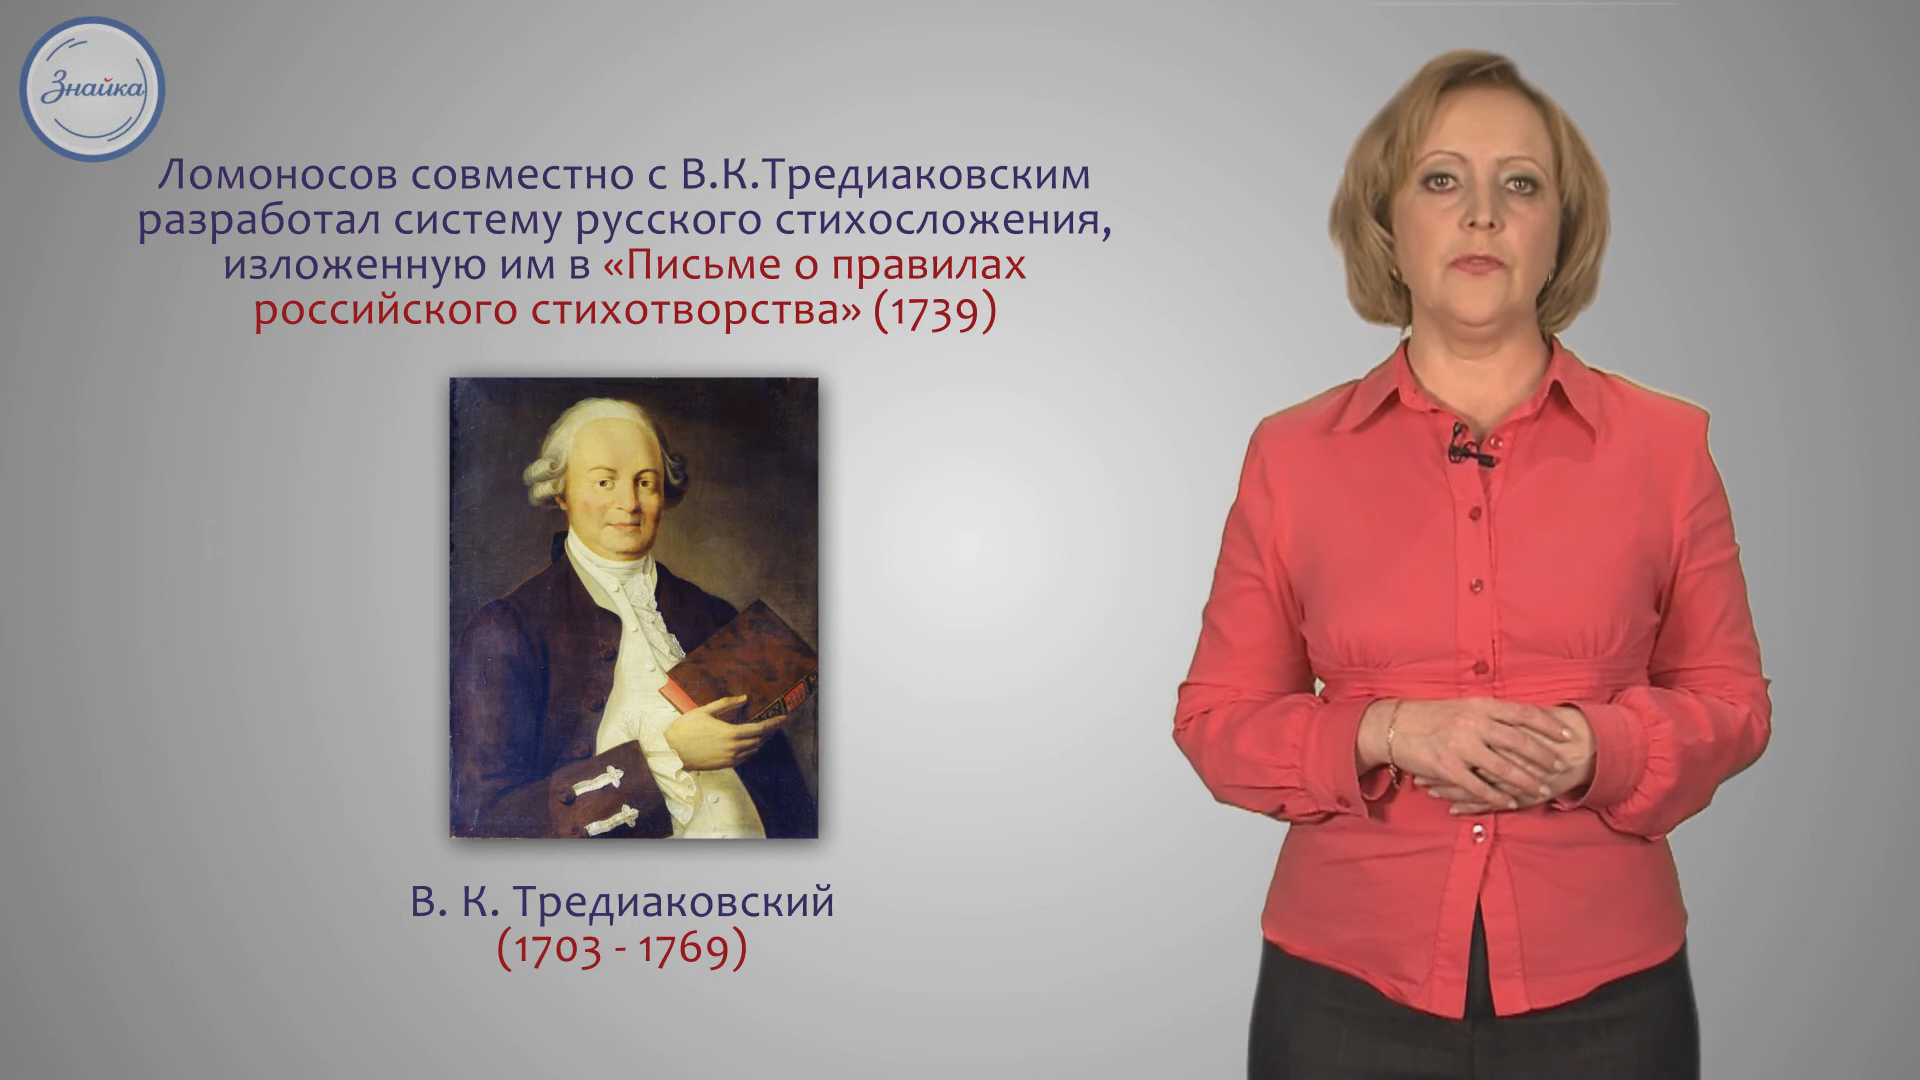 Знайка
Ломоносов совместно с В.К.Тредиаковским
разработал систему русского стихосложения,
изложенную им в «Письме о правилах
российского стихотворства» (1739)
В. К. Тредиаковский
(1703 - 1769)